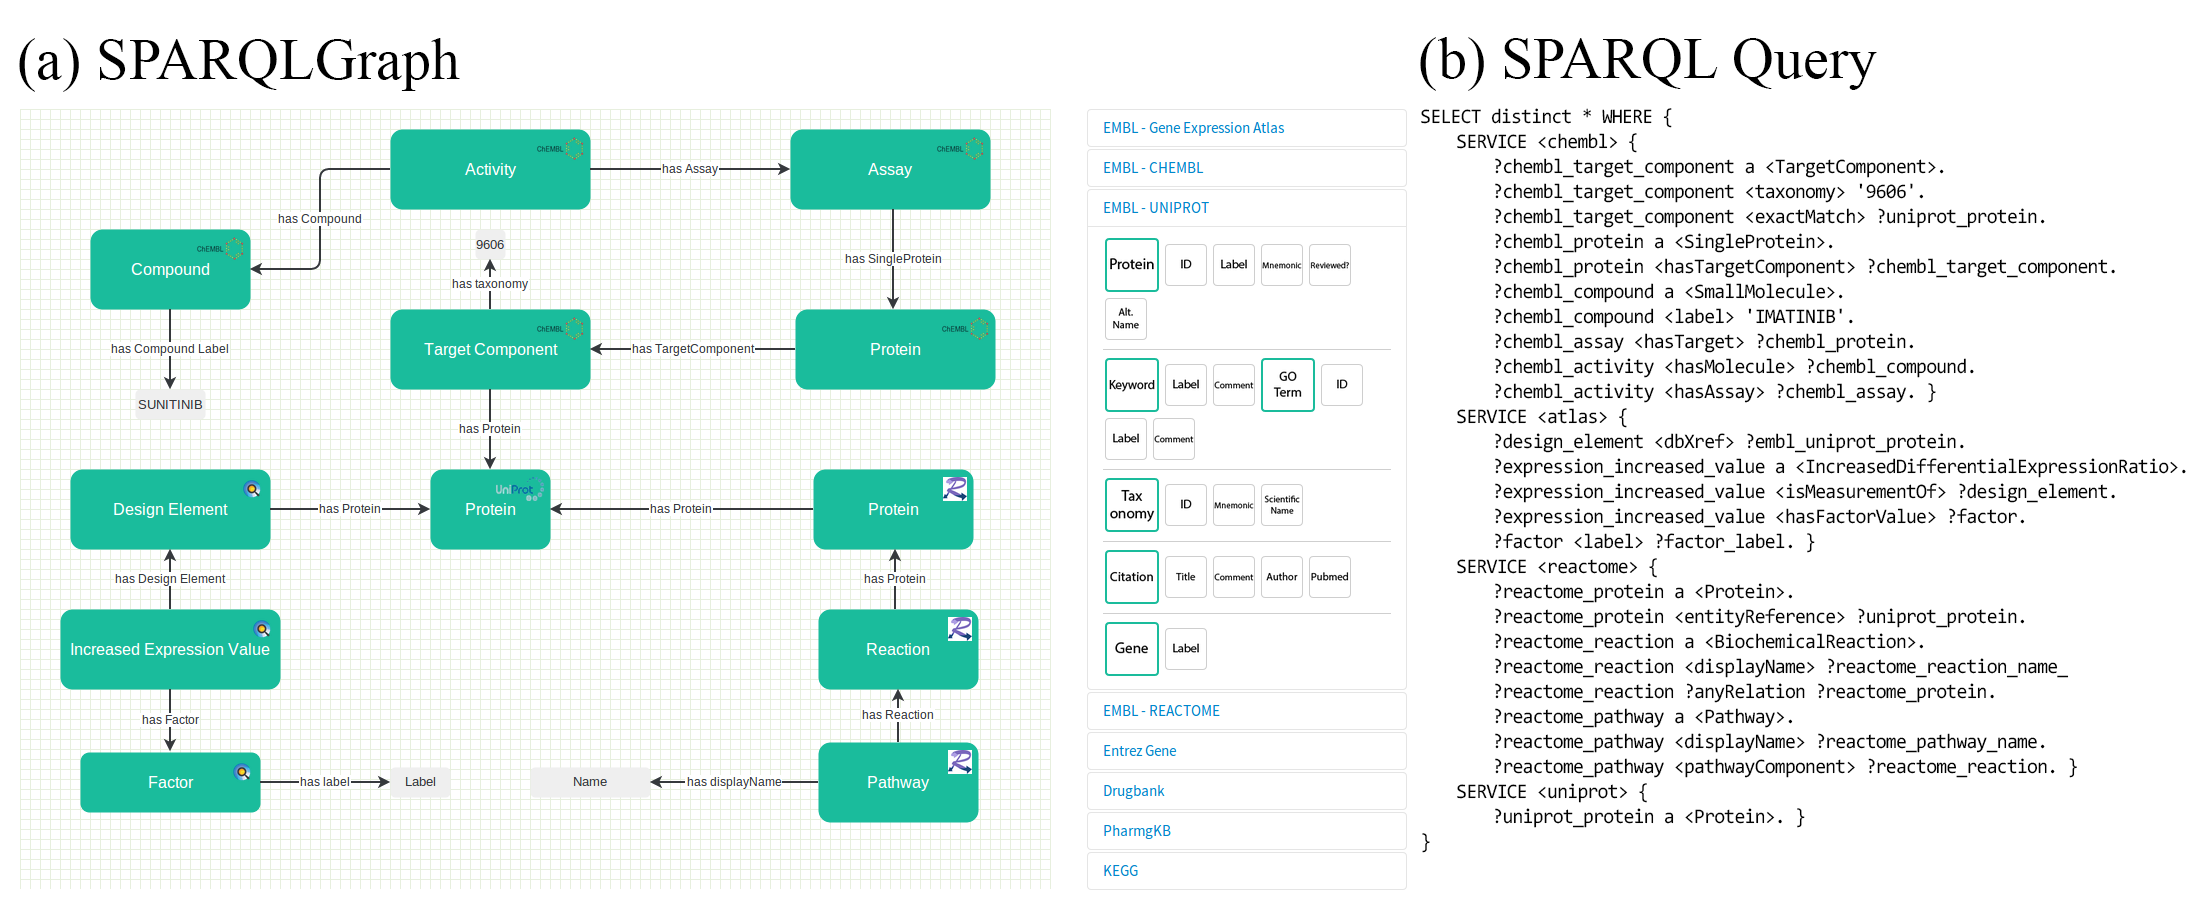 (a) SPARQLGraph
Activity
ChEMBL
has Assay
Assay
ChEMBL
has Compound
Compound
ChEMBL
9606
has taxonomy
has SingleProtein
has Compound Label
SUNITINIB
Target Component
ChEMBL
has TargetComponent
Protein
ChEMBL
has Protein
Design Element
has Protein
Protein
UniProt
has Protein
Protein
R
has Design Element
has Protein
Increased Expression Value
Reaction
R
has Factor
has Reaction
Factor
has label
Label
Name
has displayName
Pathway
R
EMBL - Gene Expression Atlas
EMBL - CHEMBL
EMBL - UNIPROT
Protein
ID
Label
Mnemonic
Reviewed?
Alt.
Name
Keyword
Label
Comment
GO
Term
ID
Label
Comment
Tax
onomy
ID
Mnemonic
Scientific
Name
Citation
Title
Comment
Author
Pubmed
Gene
Label
EMBL - REACTOME
Entrez Gene
Drugbank
PharmgKB
KEGG
(b) SPARQL Query
SELECT distinct * WHERE {
SERVICE <chembl> {
?chembl_target_component a <TargetComponent>.
?chembl_target_component <taxonomy> '9606'.
?chembl_target_component <exactMatch> ?uniprot_protein.
?chembl_protein a <SingleProtein>.
?chembl_protein <hasTargetComponent> ?chembl_target_component.
?chembl_compound a <SmallMolecule>.
?chembl_compound <label> 'IMATINIB'.
?chembl_assay <hasTarget> ?chembl_protein.
?chembl_activity <hasMolecule> ?chembl_compound.
?chembl_activity <hasAssay> ?chembl_assay. }
SERVICE <atlas> {
?design_element <dbXref> ?embl_uniprot_protein.
?expression_increased_value a <IncreasedDifferentialExpressionRatio>.
?expression_increased_value <isMeasurementOf> ?design_element.
?expression_increased_value <hasFactorValue> ?factor.
?factor <label> ?factor_label. }
SERVICE <reactome> {
?reactome_protein a <Protein>.
?reactome_protein <entityReference> ?uniprot_protein.
?reactome_reaction a <BiochemicalReaction>.
?reactome_reaction <displayName> ?reactome_reaction_name_
?reactome_reaction ?anyRelation ?reactome_protein.
?reactome_pathway a <Pathway>.
?reactome_pathway <displayName> ?reactome_pathway_name.
?reactome_pathway <pathwayComponent> ?reactome_reaction. }
SERVICE <uniprot> {
?uniprot_protein a <Protein>. }
}